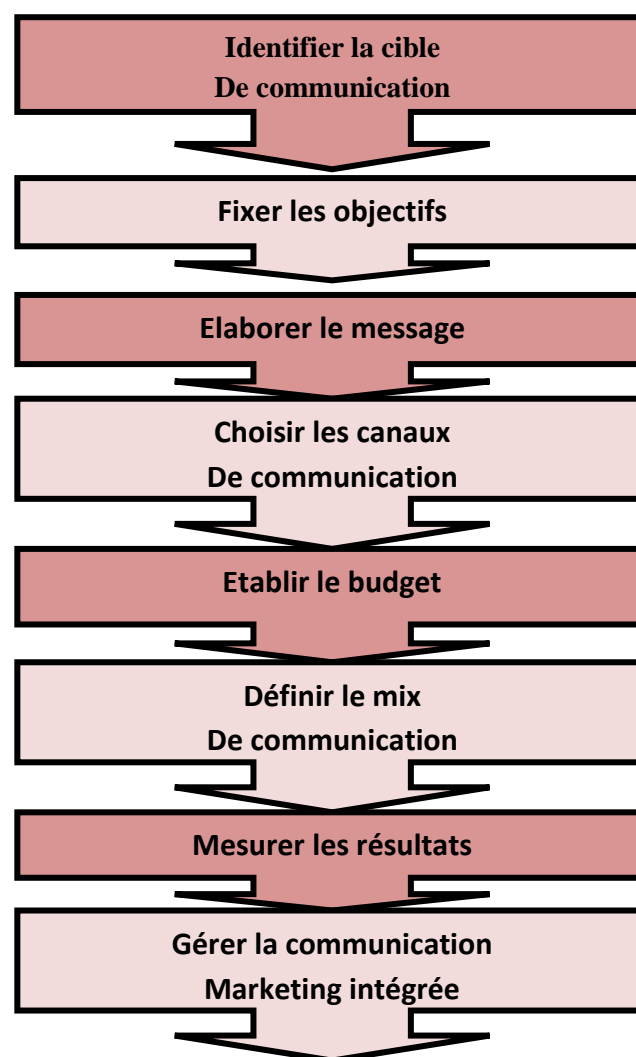 Identifier la cible
De communication
Fixer les objectifs
Elaborer le message
Choisir les canaux
De communication
Etablir le budget
Définir le mix
De communication
Mesurer les résultats
Gérer la communication
Marketing intégrée